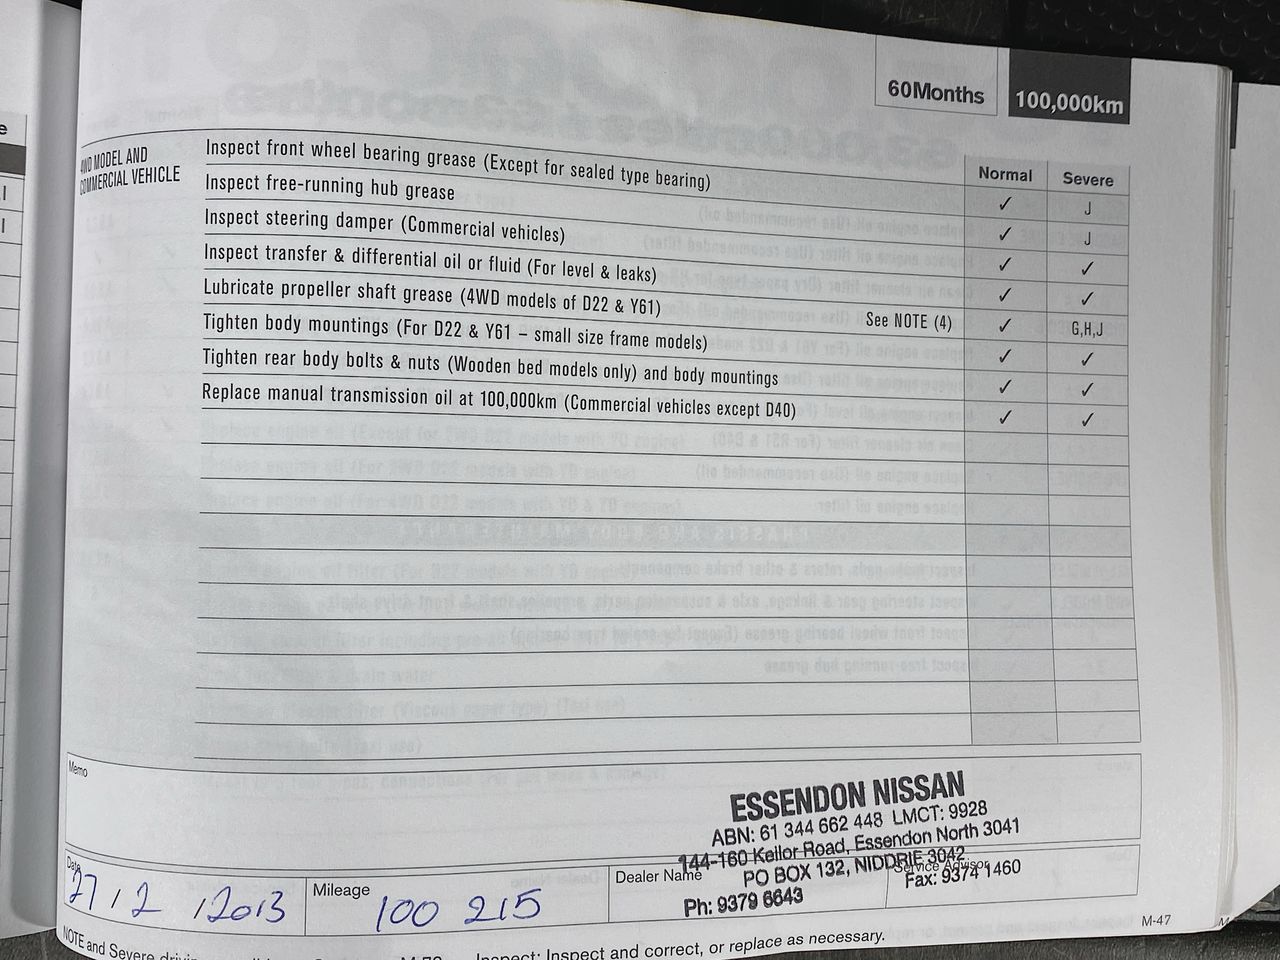 60Months
100,000km
4WD MODEL AND
COMMERCIAL VEHICLE
Normal Severe
Inspect front wheel bearing grease (Except for sealed type bearing) ✓ J
Inspect free-running hub grease ✓ J
Inspect steering damper (Commercial vehicles) ✓ ✓
Inspect transfer & differential oil or fluid (For level & leaks) ✓ ✓
Lubricate propeller shaft grease (4WD models of D22 & Y61) See NOTE (4) ✓ G,H,J
Tighten body mountings (For D22 & Y61 – small size frame models) ✓ ✓
Tighten rear body bolts & nuts (Wooden bed models only) and body mountings ✓ ✓
Replace manual transmission oil at 100,000km (Commercial vehicles except D40) ✓ ✓
Memo
ESSENDON NISSAN
ABN: 61 344 662 448 LMCT: 9928
144-160 Keilor Road, Essendon North 3041
PO BOX 132, NIDDRIE 3042
Ph: 9379 6643 Fax: 9374 1460
Date 27/2/2013
Mileage 100 215
Dealer Name
Service Advisor
M-47
NOTE and Severe
Inspect: Inspect and correct, or replace as necessary.